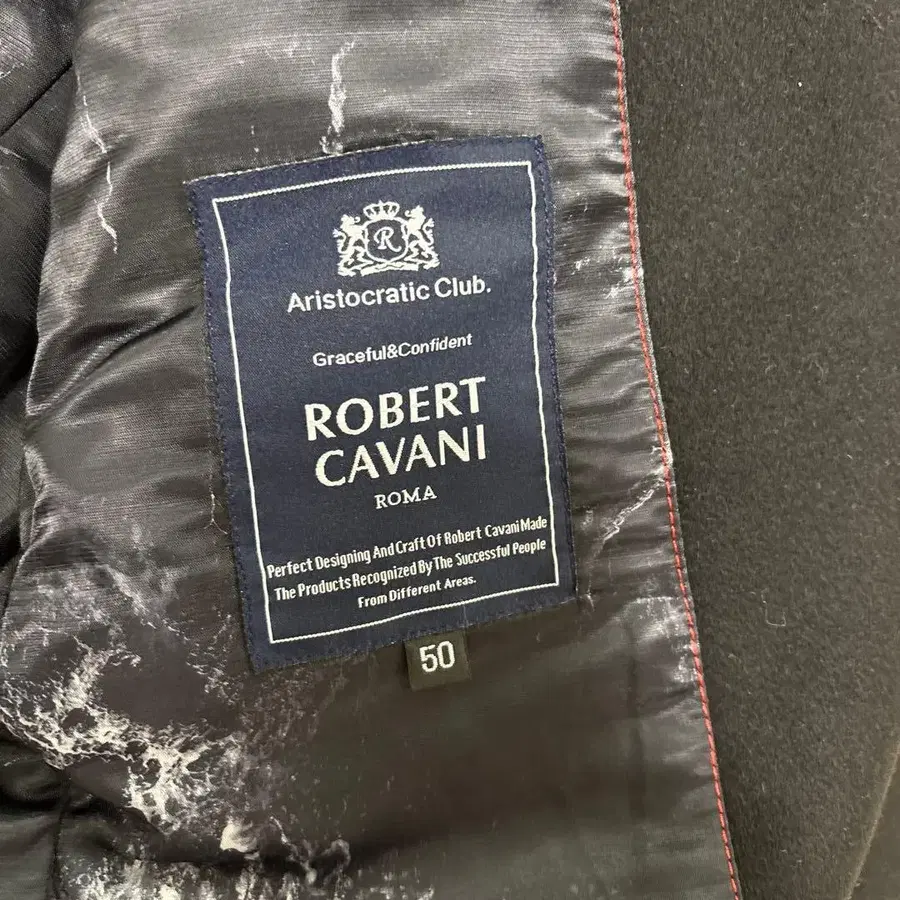 R
Aristocratic Club.
Graceful&Confident
ROBERT
CAVANI
ROMA
Perfect Designing And Craft Of Robert Cavani Made
The Products Recognized By The Successful People
From Different Areas.
50